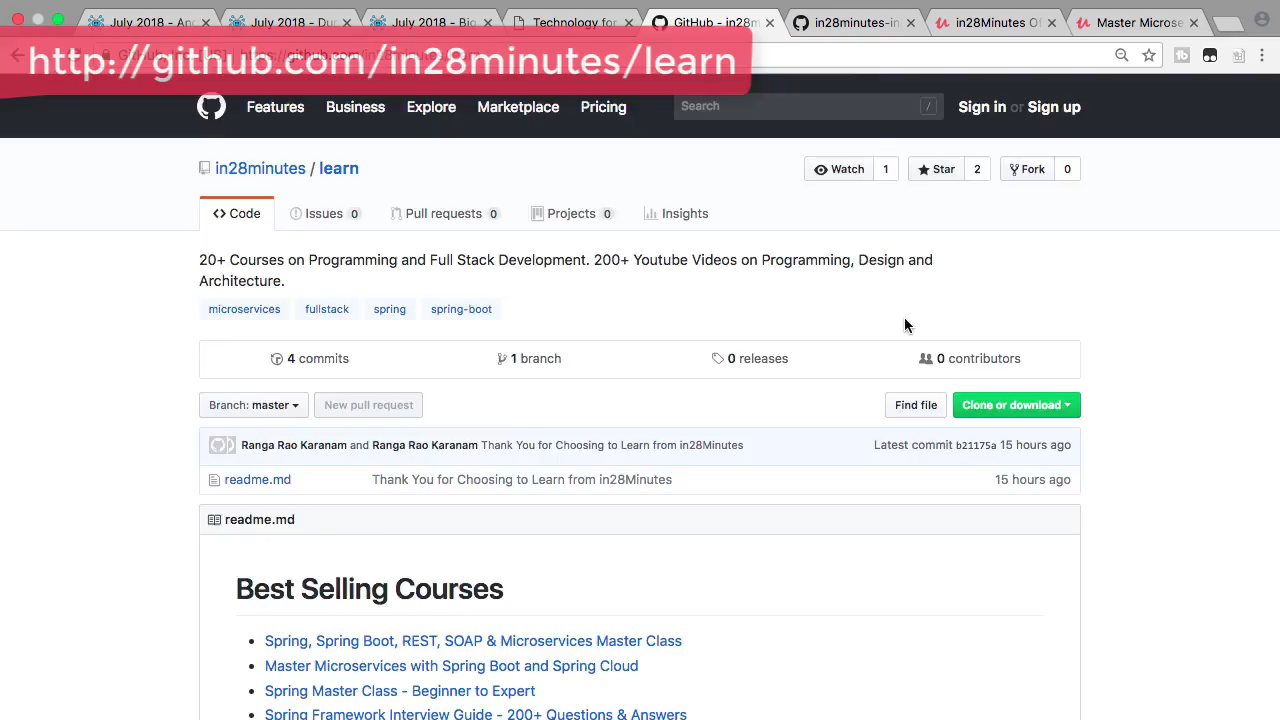 July 2018 - An
July 2018 - Du
July 2018 - Big
Technology for
GitHub - in28m
in28minutes-in
in28Minutes Of
Master Microse
http://github.com/in28minutes/learn
Features Business Explore Marketplace Pricing Search / Sign in or Sign up
in28minutes / learn
Watch 1 Star 2 Fork 0
Code Issues 0 Pull requests 0 Projects 0 Insights
20+ Courses on Programming and Full Stack Development. 200+ Youtube Videos on Programming, Design and
Architecture.
microservices fullstack spring spring-boot
4 commits 1 branch 0 releases 0 contributors
Branch: master New pull request Find file Clone or download
Ranga Rao Karanam and Ranga Rao Karanam Thank You for Choosing to Learn from in28Minutes Latest commit b21175a 15 hours ago
readme.md Thank You for Choosing to Learn from in28Minutes 15 hours ago
readme.md
Best Selling Courses
• Spring, Spring Boot, REST, SOAP & Microservices Master Class
• Master Microservices with Spring Boot and Spring Cloud
• Spring Master Class - Beginner to Expert
• Spring Framework Interview Guide - 200+ Questions & Answers